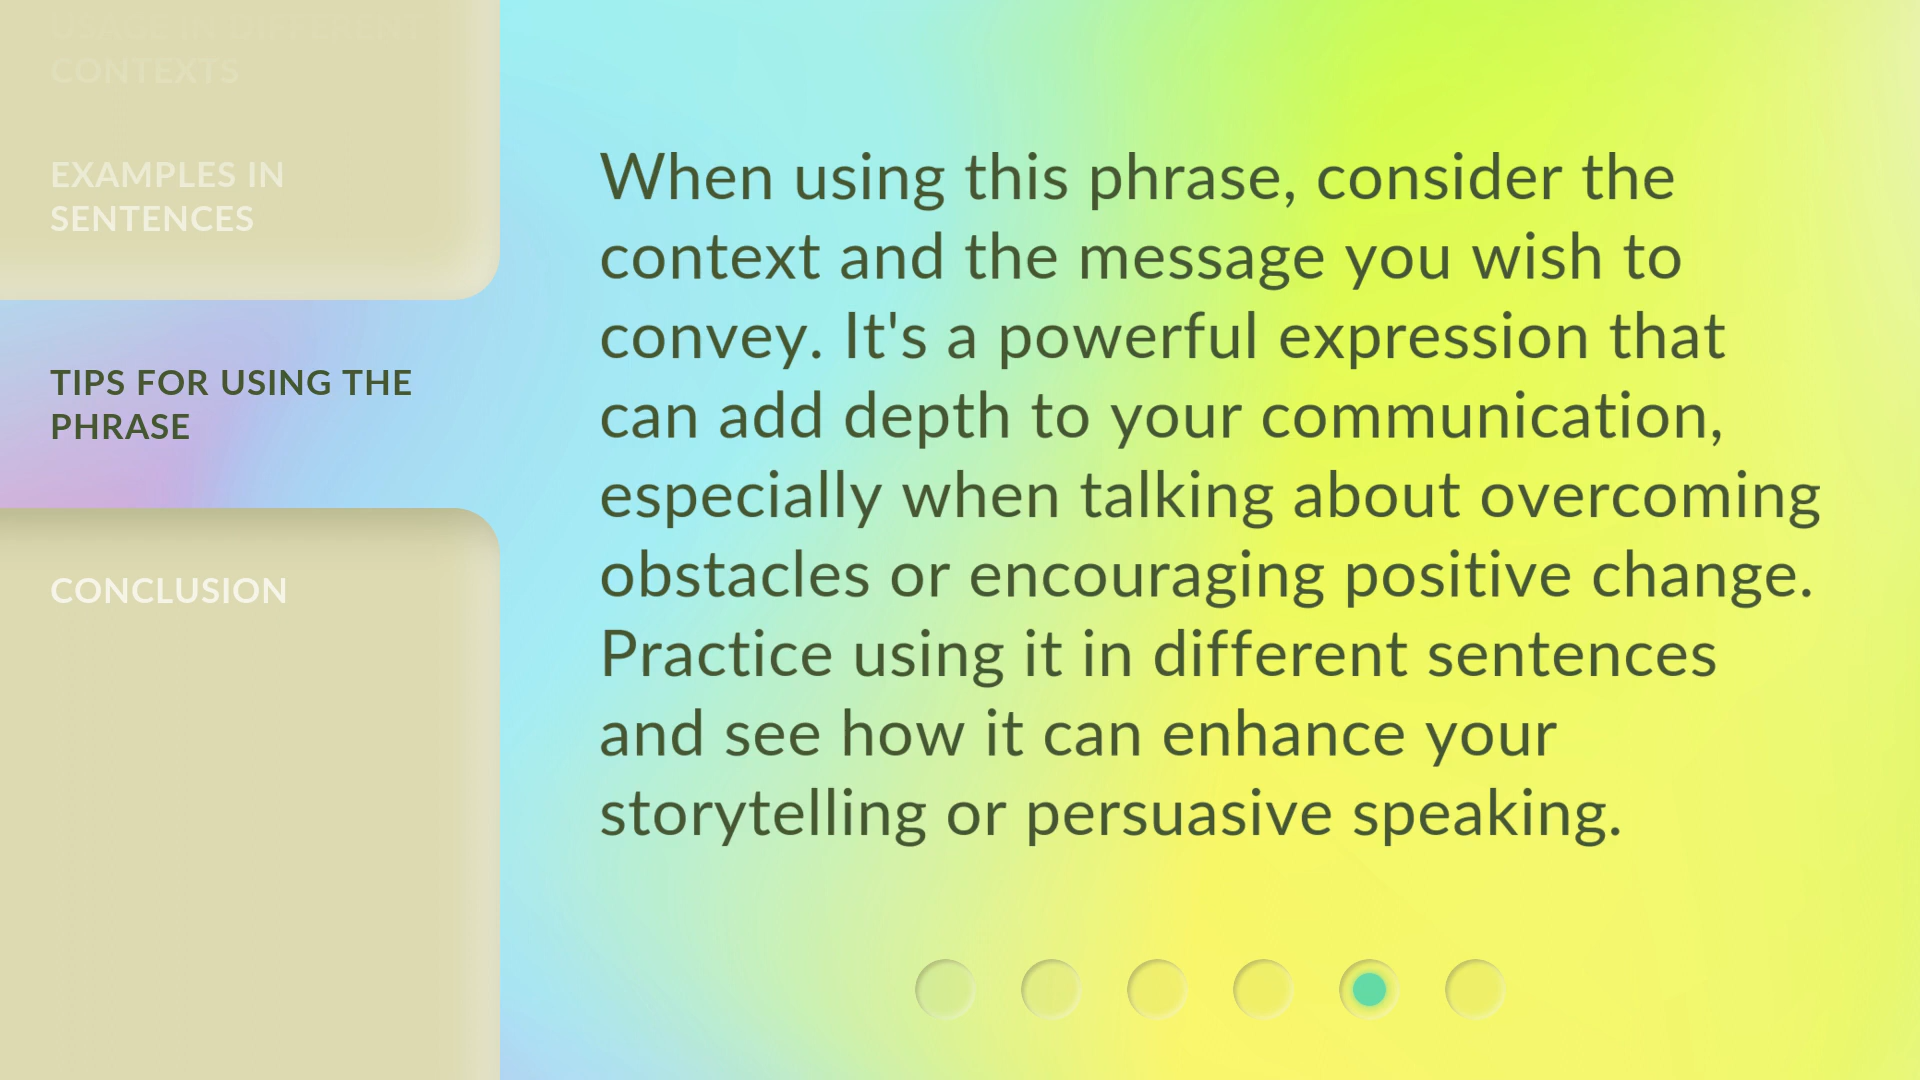 USAGE IN DIFFERENT
CONTEXTS
EXAMPLES IN
SENTENCES
TIPS FOR USING THE
PHRASE
CONCLUSION
When using this phrase, consider the
context and the message you wish to
convey. It's a powerful expression that
can add depth to your communication,
especially when talking about overcoming
obstacles or encouraging positive change.
Practice using it in different sentences
and see how it can enhance your
storytelling or persuasive speaking.